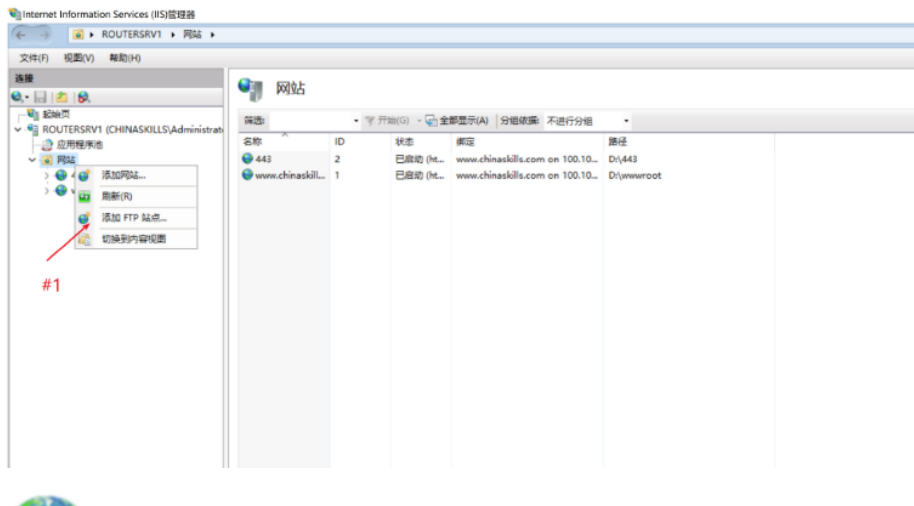 Internet Information Services (IIS)管理器
ROUTERSRV1 网站
文件(F) 视图(V) 帮助(H)
连接
起始页
ROUTERSRV1 (CHINASKILLS\Administrat
应用程序池
网站
添加网站...
刷新(R)
添加 FTP 站点...
切换到内容视图
#1
网站
筛选: 开始(G) 全部显示(A) 分组依据: 不进行分组
名称 ID 状态 绑定 路径
443 2 已启动 (ht... www.chinaskills.com on 100.10... D:\443
www.chinaskill... 1 已启动 (ht... www.chinaskills.com on 100.10... D:\wwwroot